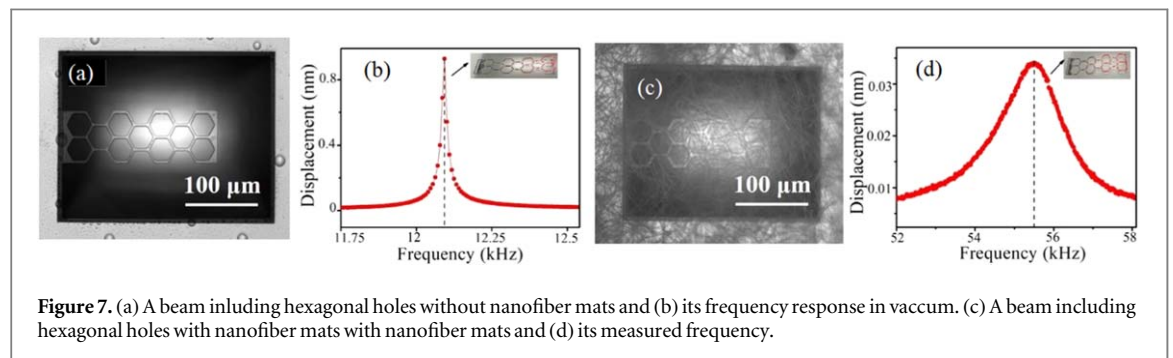 (a)
100 µm
(b)
Displacement (nm)
0.8
0.4
0
11.75 12 12.25 12.5
Frequency (kHz)
(c)
100 µm
(d)
Displacement (nm)
0.03
0.02
0.01
52 54 56 58
Frequency (kHz)
Figure 7. (a) A beam inluding hexagonal holes without nanofiber mats and (b) its frequency response in vaccum. (c) A beam including
hexagonal holes with nanofiber mats with nanofiber mats and (d) its measured frequency.